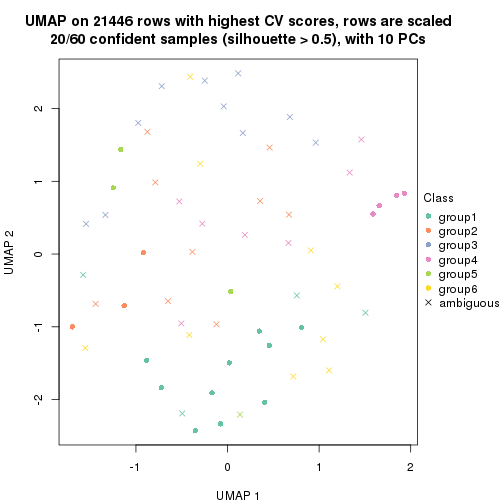 UMAP on 21446 rows with highest CV scores, rows are scaled
20/60 confident samples (silhouette > 0.5), with 10 PCs
2
1
0
-1
-2
UMAP 2
-1
0
1
2
UMAP 1
Class
group1
group2
group3
group4
group5
group6
ambiguous